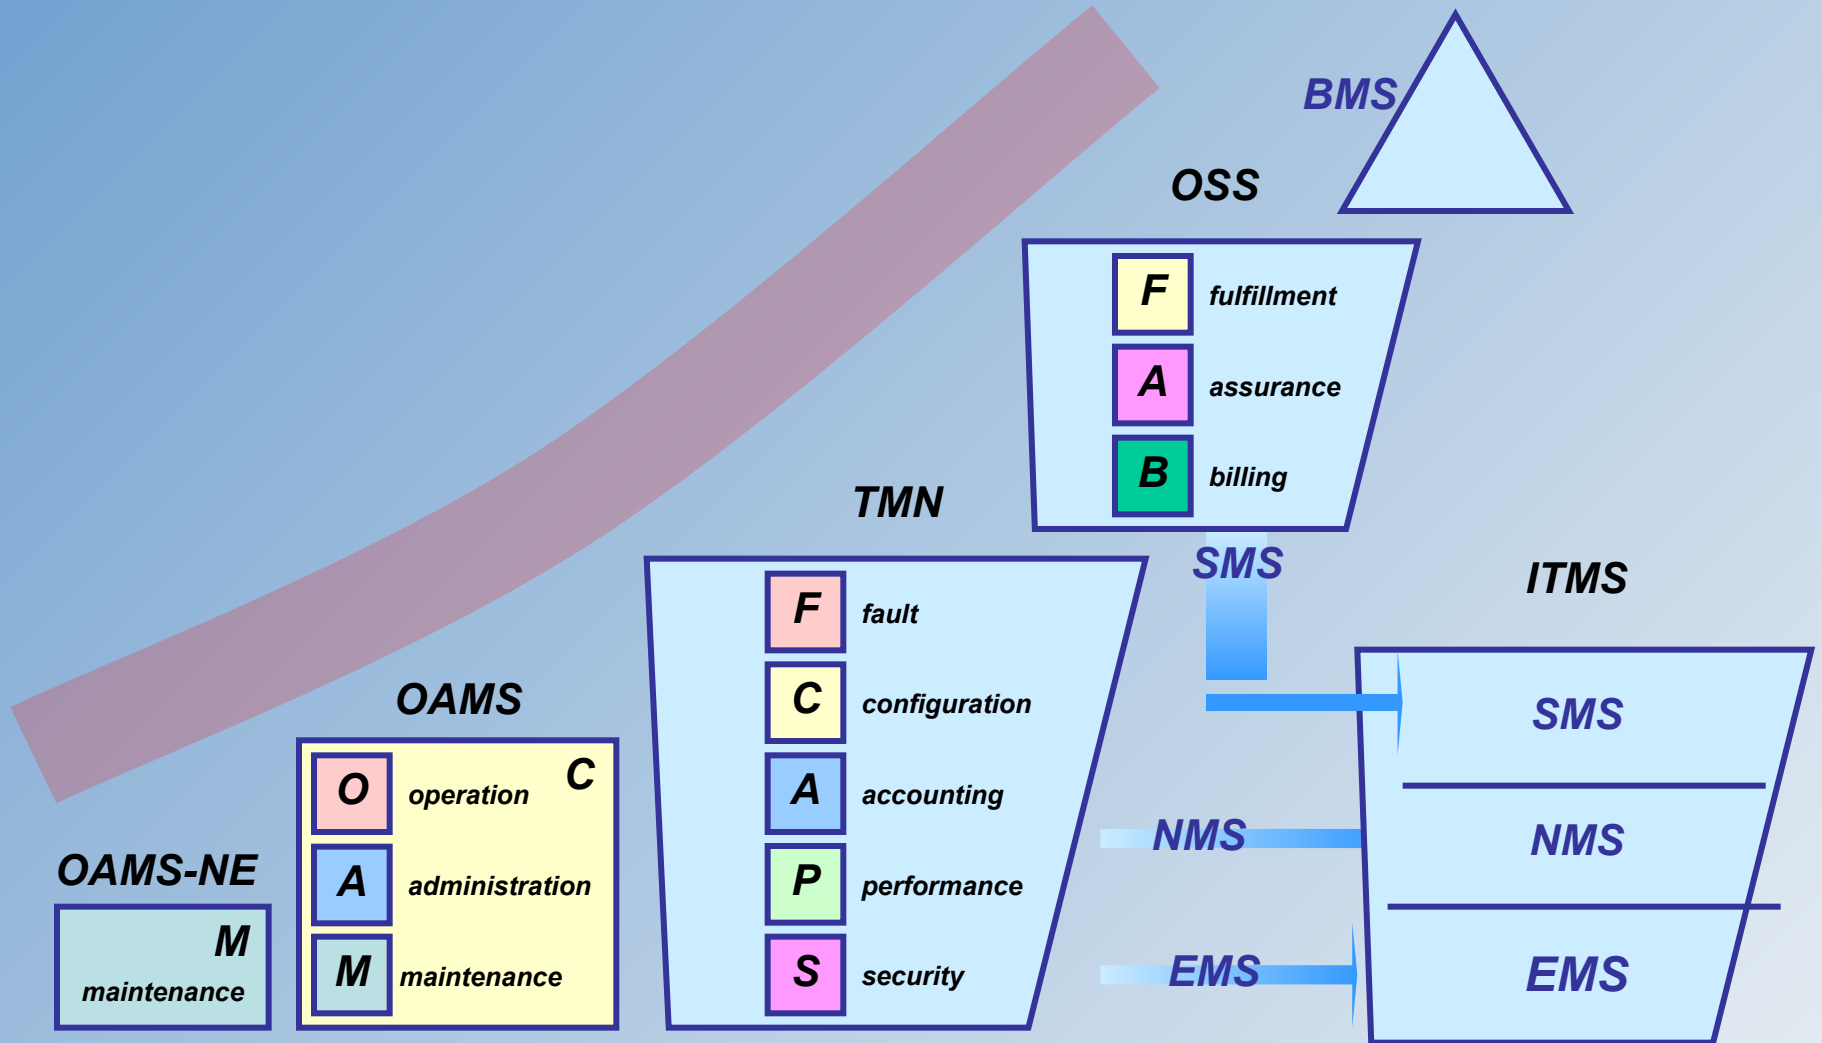 BMS
OSS
F fulfillment
A assurance
B billing
SMS
TMN
F fault
C configuration
A accounting
P performance
S security
ITMS
SMS
NMS
EMS
NMS
EMS
OAMS
C
O operation
A administration
M maintenance
OAMS-NE
M
maintenance